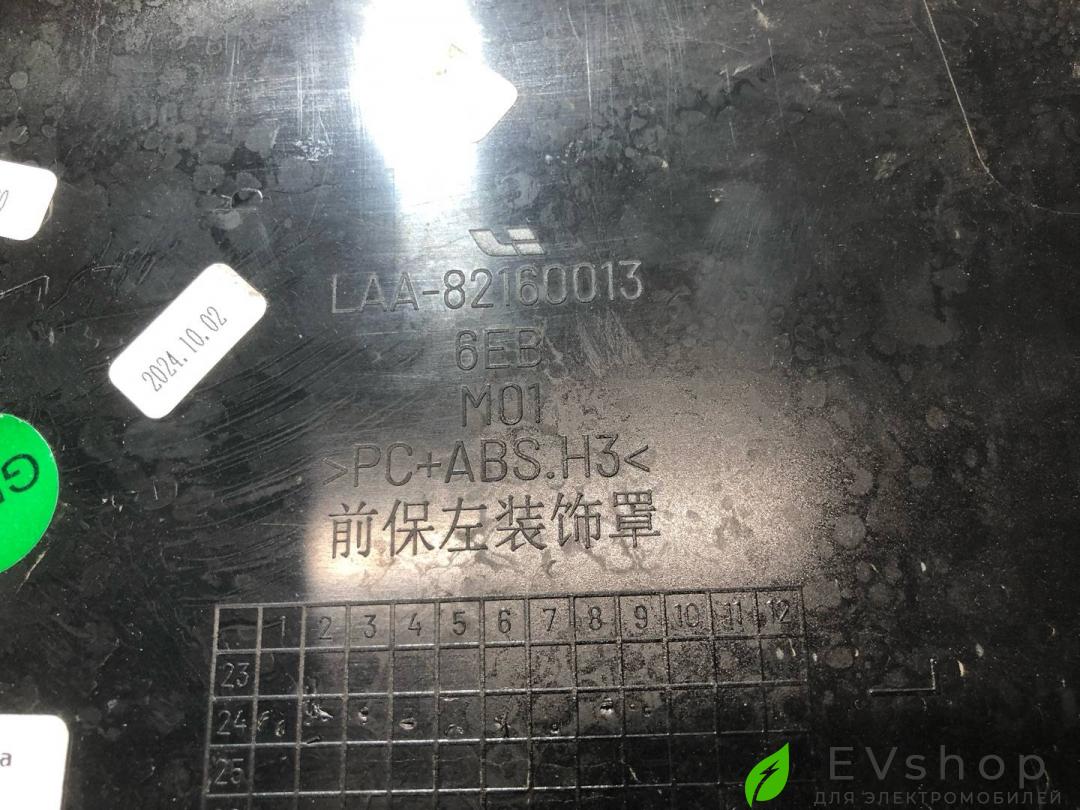 Li
LAA-82160013
6EB
M01
>PC+ABS.H3<
前保左装饰罩
2024.10.02
1 2 3 4 5 6 7 8 9 10 11 12
23
24
25
a
EVshop
ДЛЯ ЭЛЕКТРОМОБИЛЕЙ